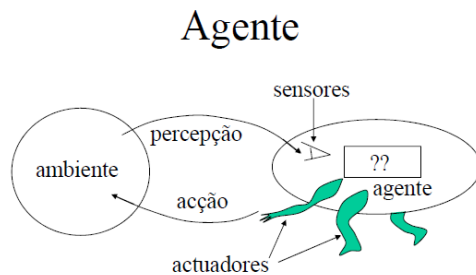 Agente
sensores
percepção
ambiente
??
agente
acção
actuadores